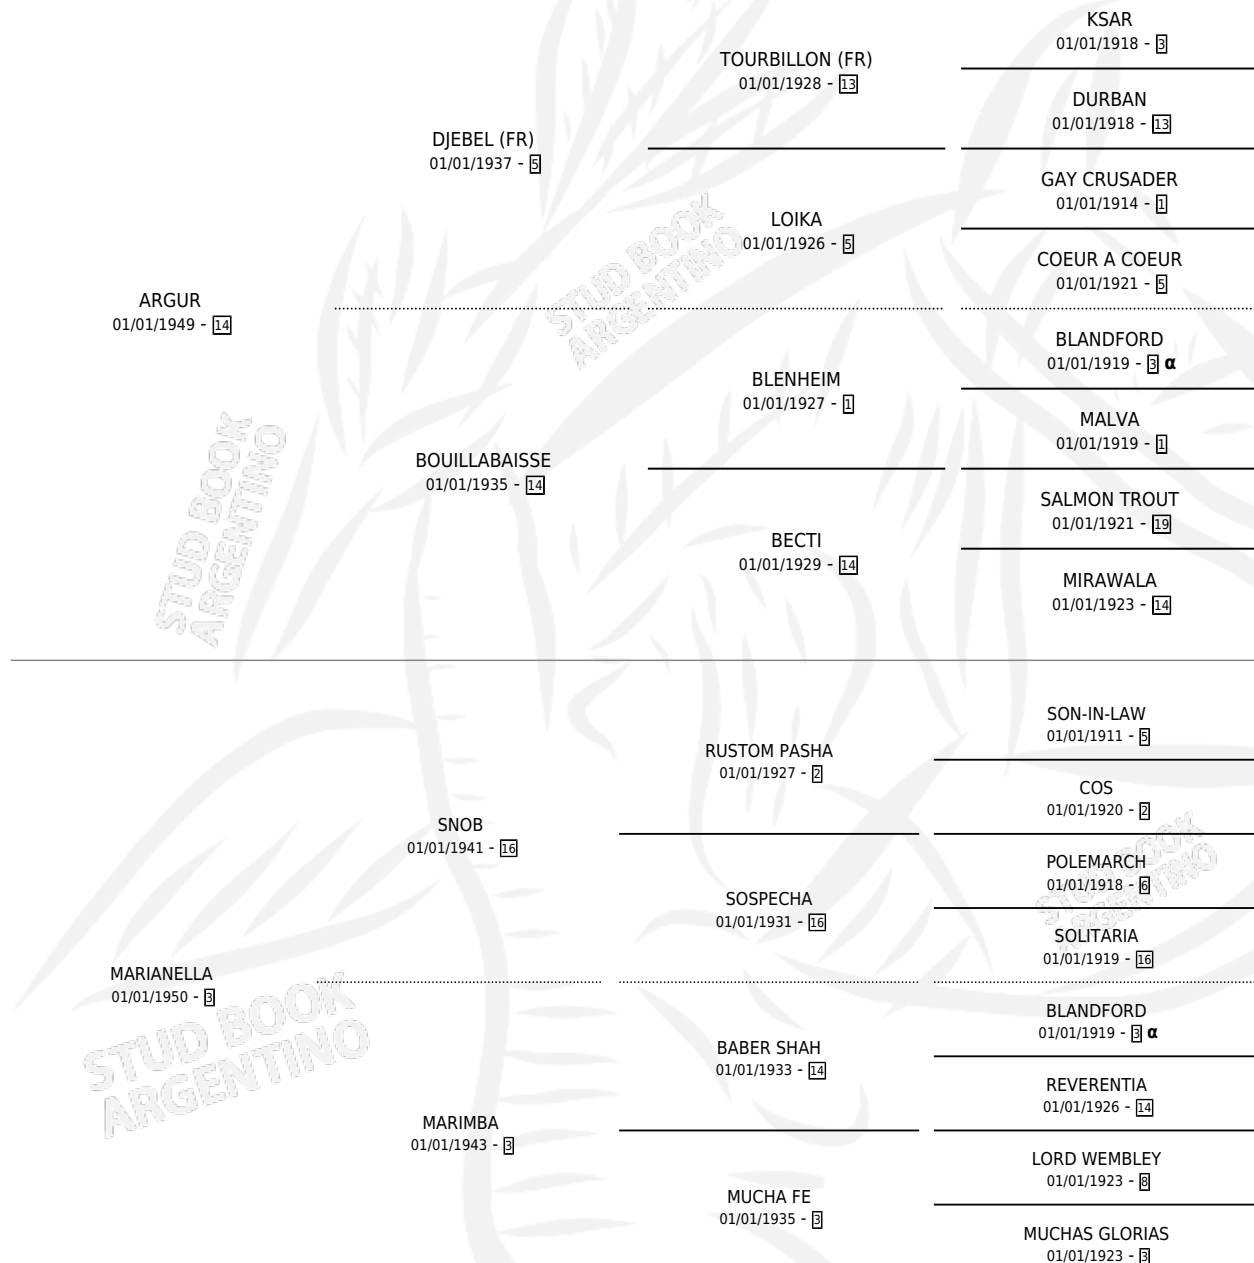 KSAR
01/01/1918 - 3
TOURBILLON (FR)
01/01/1928 - 13
DURBAN
01/01/1918 - 13
DJEBEL (FR)
01/01/1937 - 5
GAY CRUSADER
01/01/1914 - 1
LOIKA
01/01/1926 - 5
COEUR A COEUR
01/01/1921 - 5
ARGUR
01/01/1949 - 14
BLANDFORD
01/01/1919 - 3 α
BLENHEIM
01/01/1927 - 1
MALVA
01/01/1919 - 1
BOUILLABAISSE
01/01/1935 - 14
SALMON TROUT
01/01/1921 - 19
BECTI
01/01/1929 - 14
MIRAWALA
01/01/1923 - 14
SON-IN-LAW
01/01/1911 - 5
RUSTOM PASHA
01/01/1927 - 2
COS
01/01/1920 - 2
SNOB
01/01/1941 - 16
POLEMARCH
01/01/1918 - 6
SOSPECHA
01/01/1931 - 16
SOLITARIA
01/01/1919 - 16
MARIANELLA
01/01/1950 - 3
BLANDFORD
01/01/1919 - 3 α
BABER SHAH
01/01/1933 - 14
REVERENTIA
01/01/1926 - 14
MARIMBA
01/01/1943 - 3
LORD WEMBLEY
01/01/1923 - 8
MUCHA FE
01/01/1935 - 3
MUCHAS GLORIAS
01/01/1923 - 3
STUD BOOK
ARGENTINO
STUD BOOK
ARGENTINO
STUD BOOK
ARGENTINO
STUD BOOK
ARGENTINO